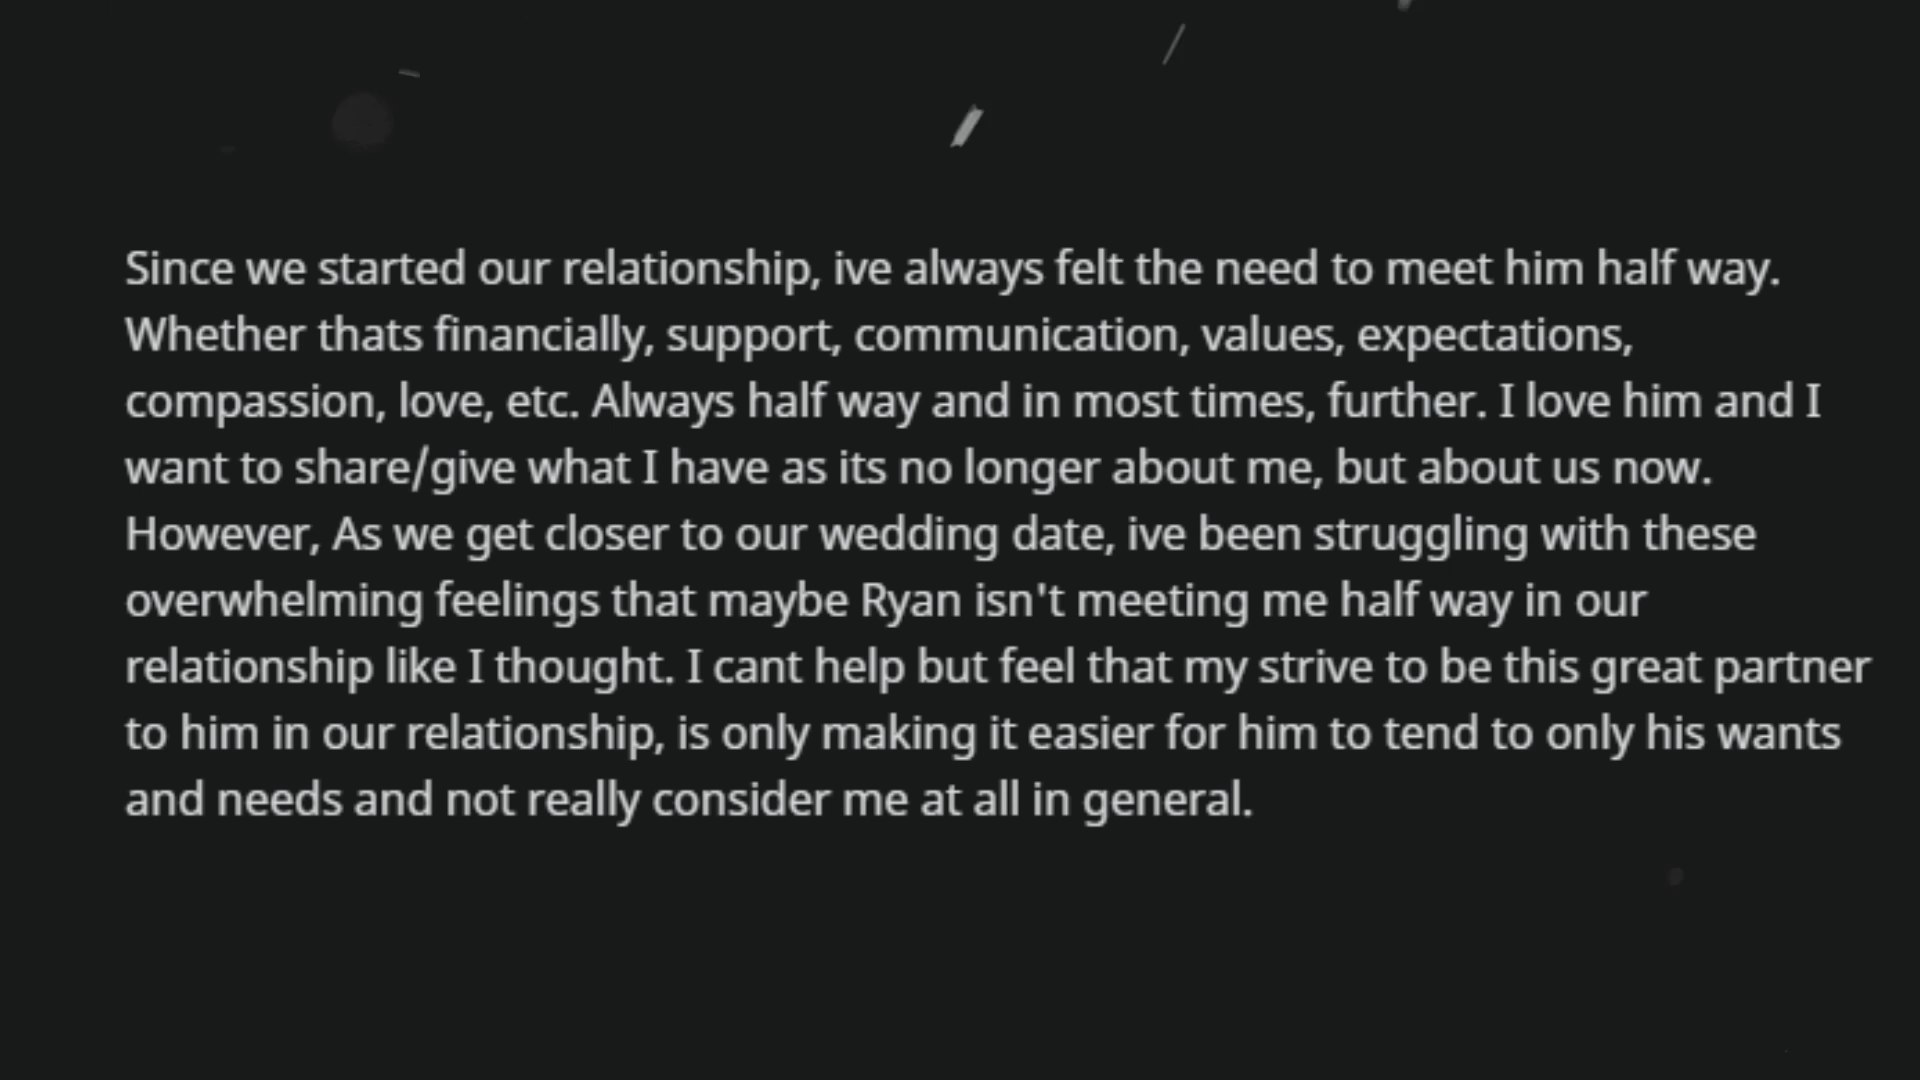 Since we started our relationship, ive always felt the need to meet him half way.
Whether thats financially, support, communication, values, expectations,
compassion, love, etc. Always half way and in most times, further. I love him and I
want to share/give what I have as its no longer about me, but about us now.
However, As we get closer to our wedding date, ive been struggling with these
overwhelming feelings that maybe Ryan isn't meeting me half way in our
relationship like I thought. I cant help but feel that my strive to be this great partner
to him in our relationship, is only making it easier for him to tend to only his wants
and needs and not really consider me at all in general.